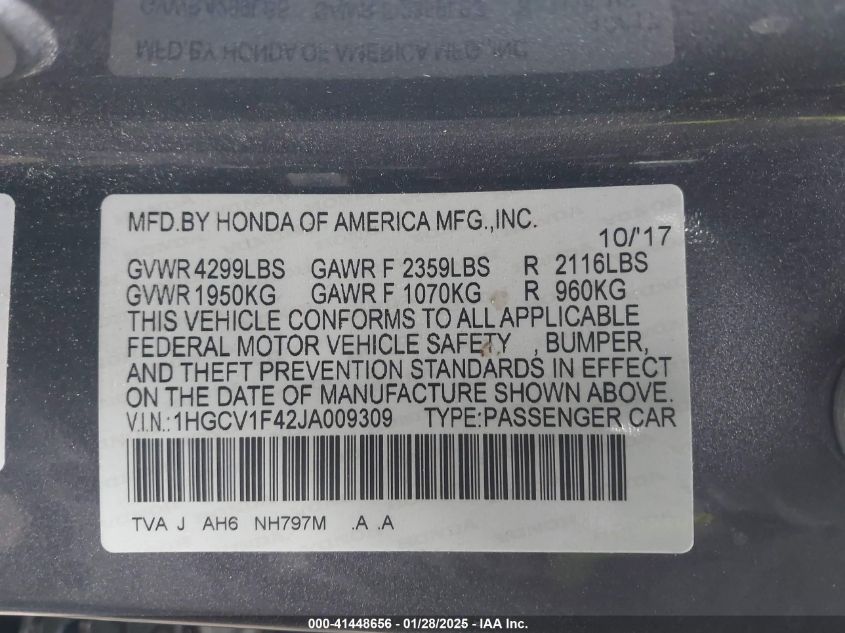 MFD.BY HONDA OF AMERICA MFG.,INC.
10/'17
GVWR 4299LBS GAWR F 2359LBS R 2116LBS
GVWR 1950KG GAWR F 1070KG R 960KG
THIS VEHICLE CONFORMS TO ALL APPLICABLE
FEDERAL MOTOR VEHICLE SAFETY , BUMPER,
AND THEFT PREVENTION STANDARDS IN EFFECT
ON THE DATE OF MANUFACTURE SHOWN ABOVE.
V.I.N.:1HGCV1F42JA009309 TYPE:PASSENGER CAR
TVA J AH6 NH797M .A .A
000-41448656 | 01/28/2025 | IAA Inc.